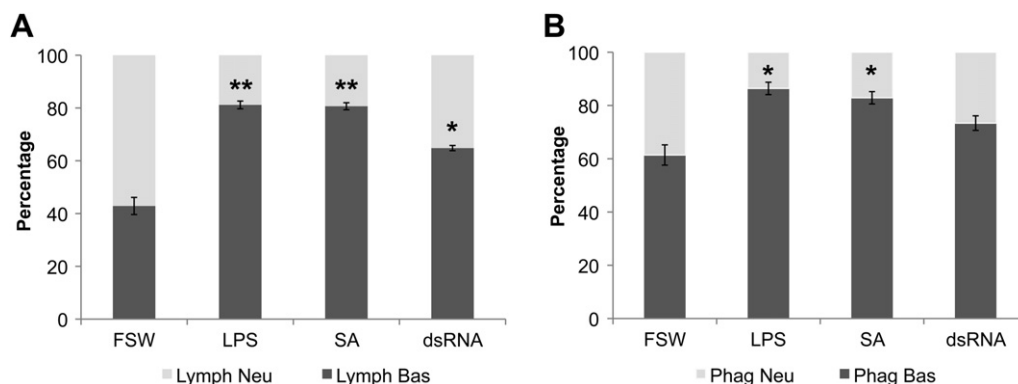 A
Percentage
100
80
60
40
20
0
** ** *
FSW LPS SA dsRNA
Lymph Neu Lymph Bas
B
Percentage
100
80
60
40
20
0
* *
FSW LPS SA dsRNA
Phag Neu Phag Bas